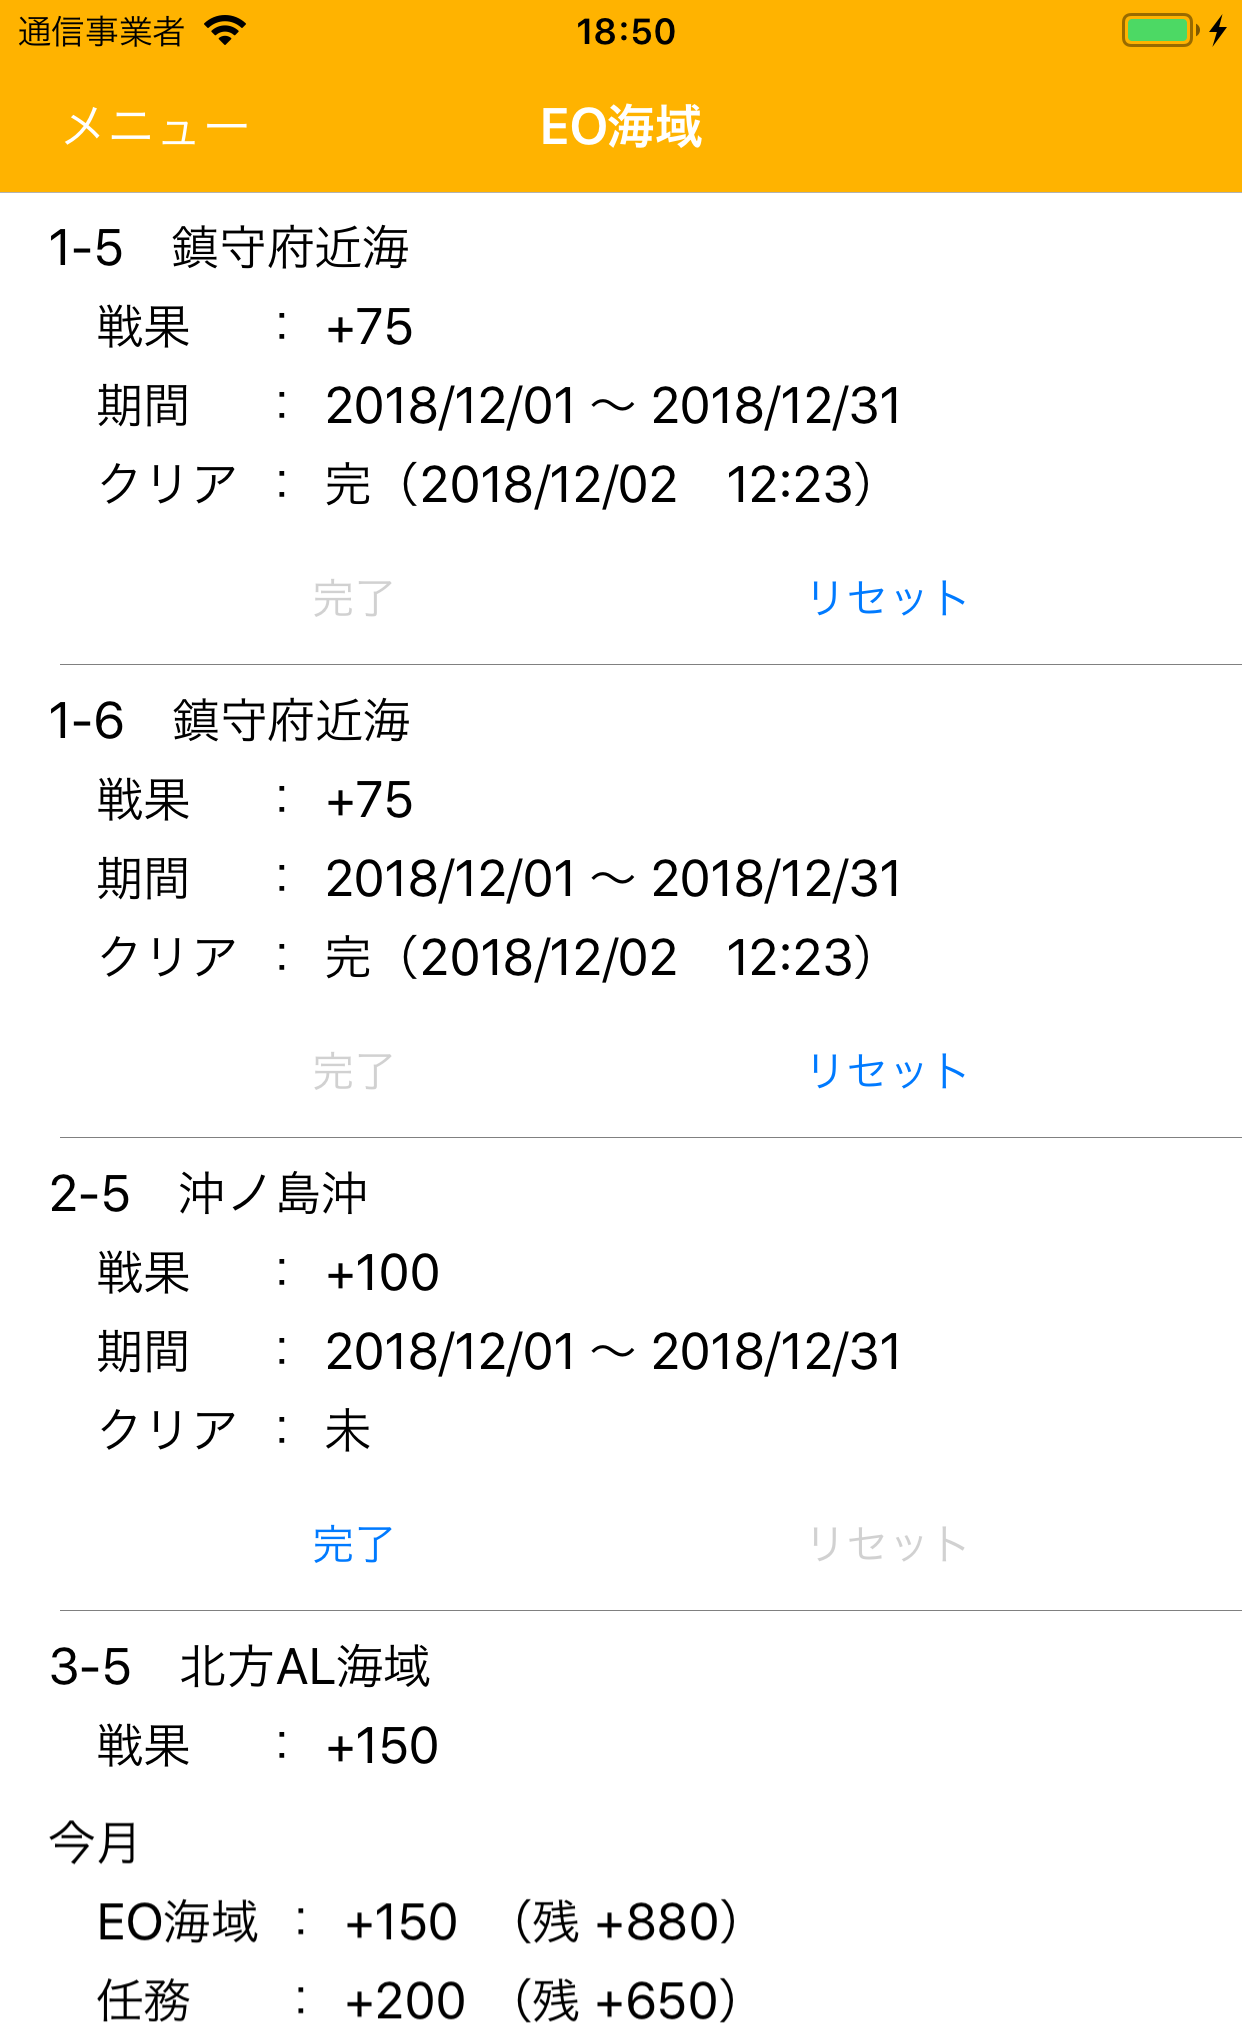 通信事業者 18:50
メニュー EO海域
1-5　鎮守府近海
戦果　： +75
期間　： 2018/12/01 〜 2018/12/31
クリア ： 完（2018/12/02　12:23）
完了 リセット
1-6　鎮守府近海
戦果　： +75
期間　： 2018/12/01 〜 2018/12/31
クリア ： 完（2018/12/02　12:23）
完了 リセット
2-5　沖ノ島沖
戦果　： +100
期間　： 2018/12/01 〜 2018/12/31
クリア ： 未
完了 リセット
3-5　北方AL海域
戦果　： +150
今月
EO海域 ： +150 （残 +880）
任務　： +200 （残 +650）